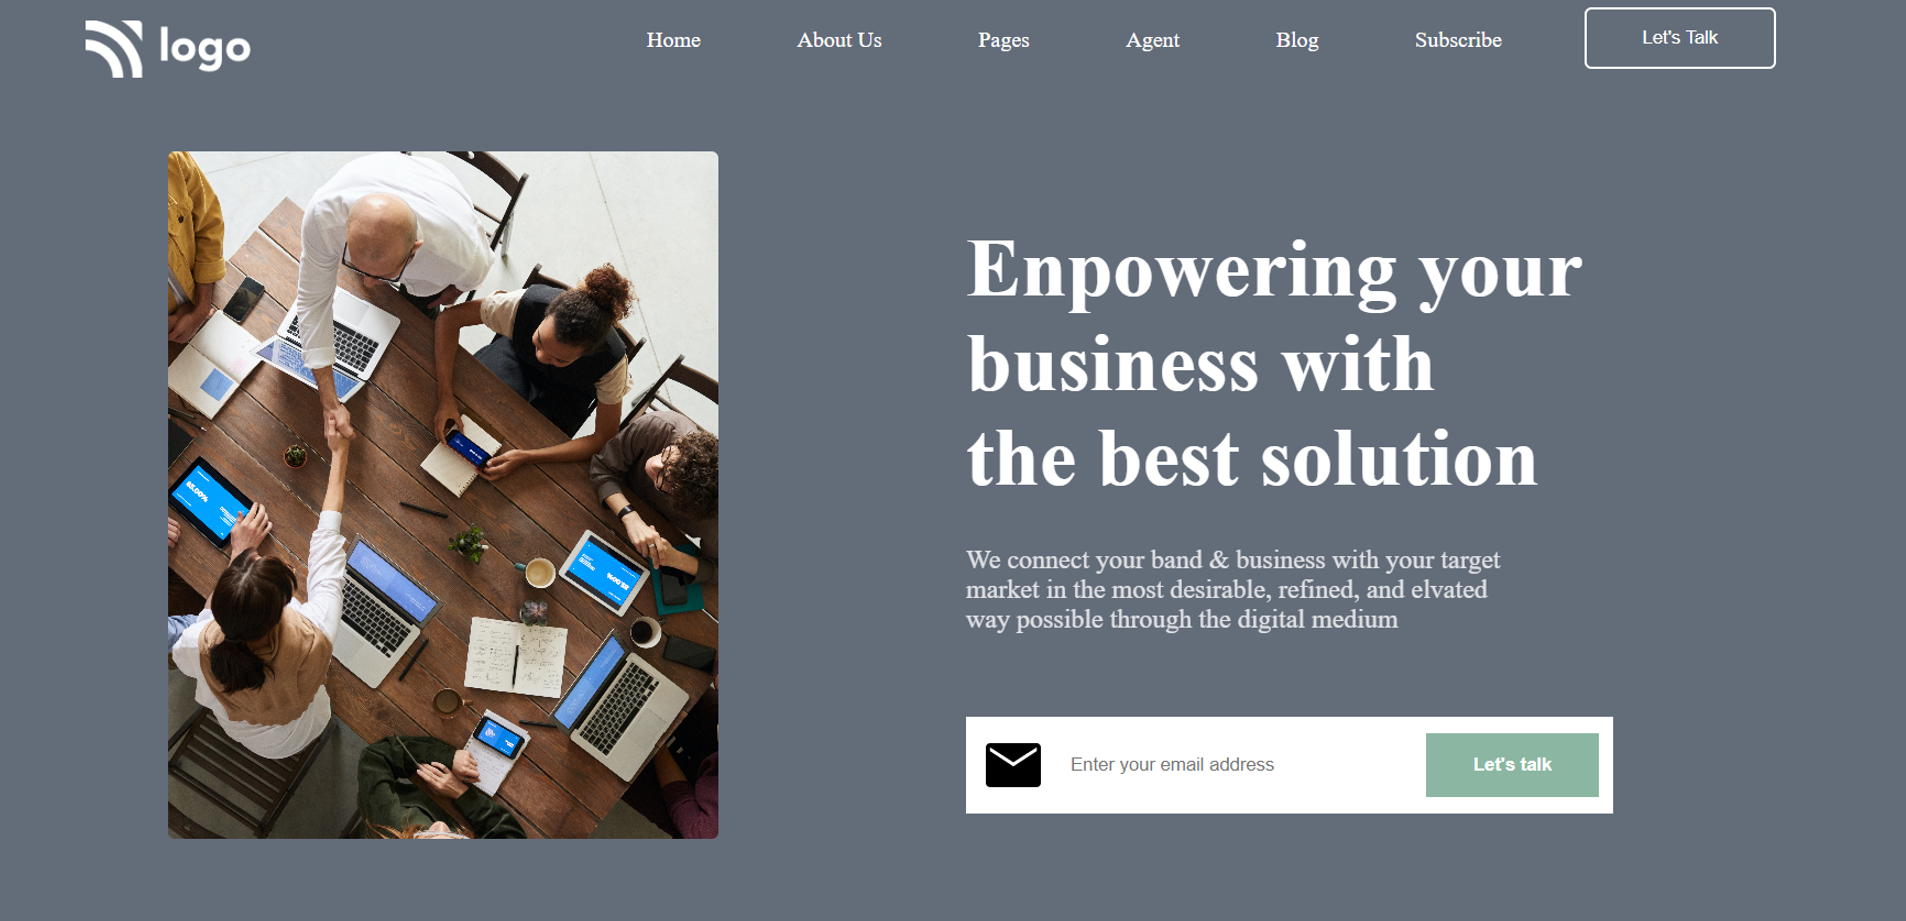 logo
Home
About Us
Pages
Agent
Blog
Subscribe
Let's Talk
Enpowering your
business with
the best solution
We connect your band & business with your target
market in the most desirable, refined, and elvated
way possible through the digital medium
Enter your email address
Let's talk